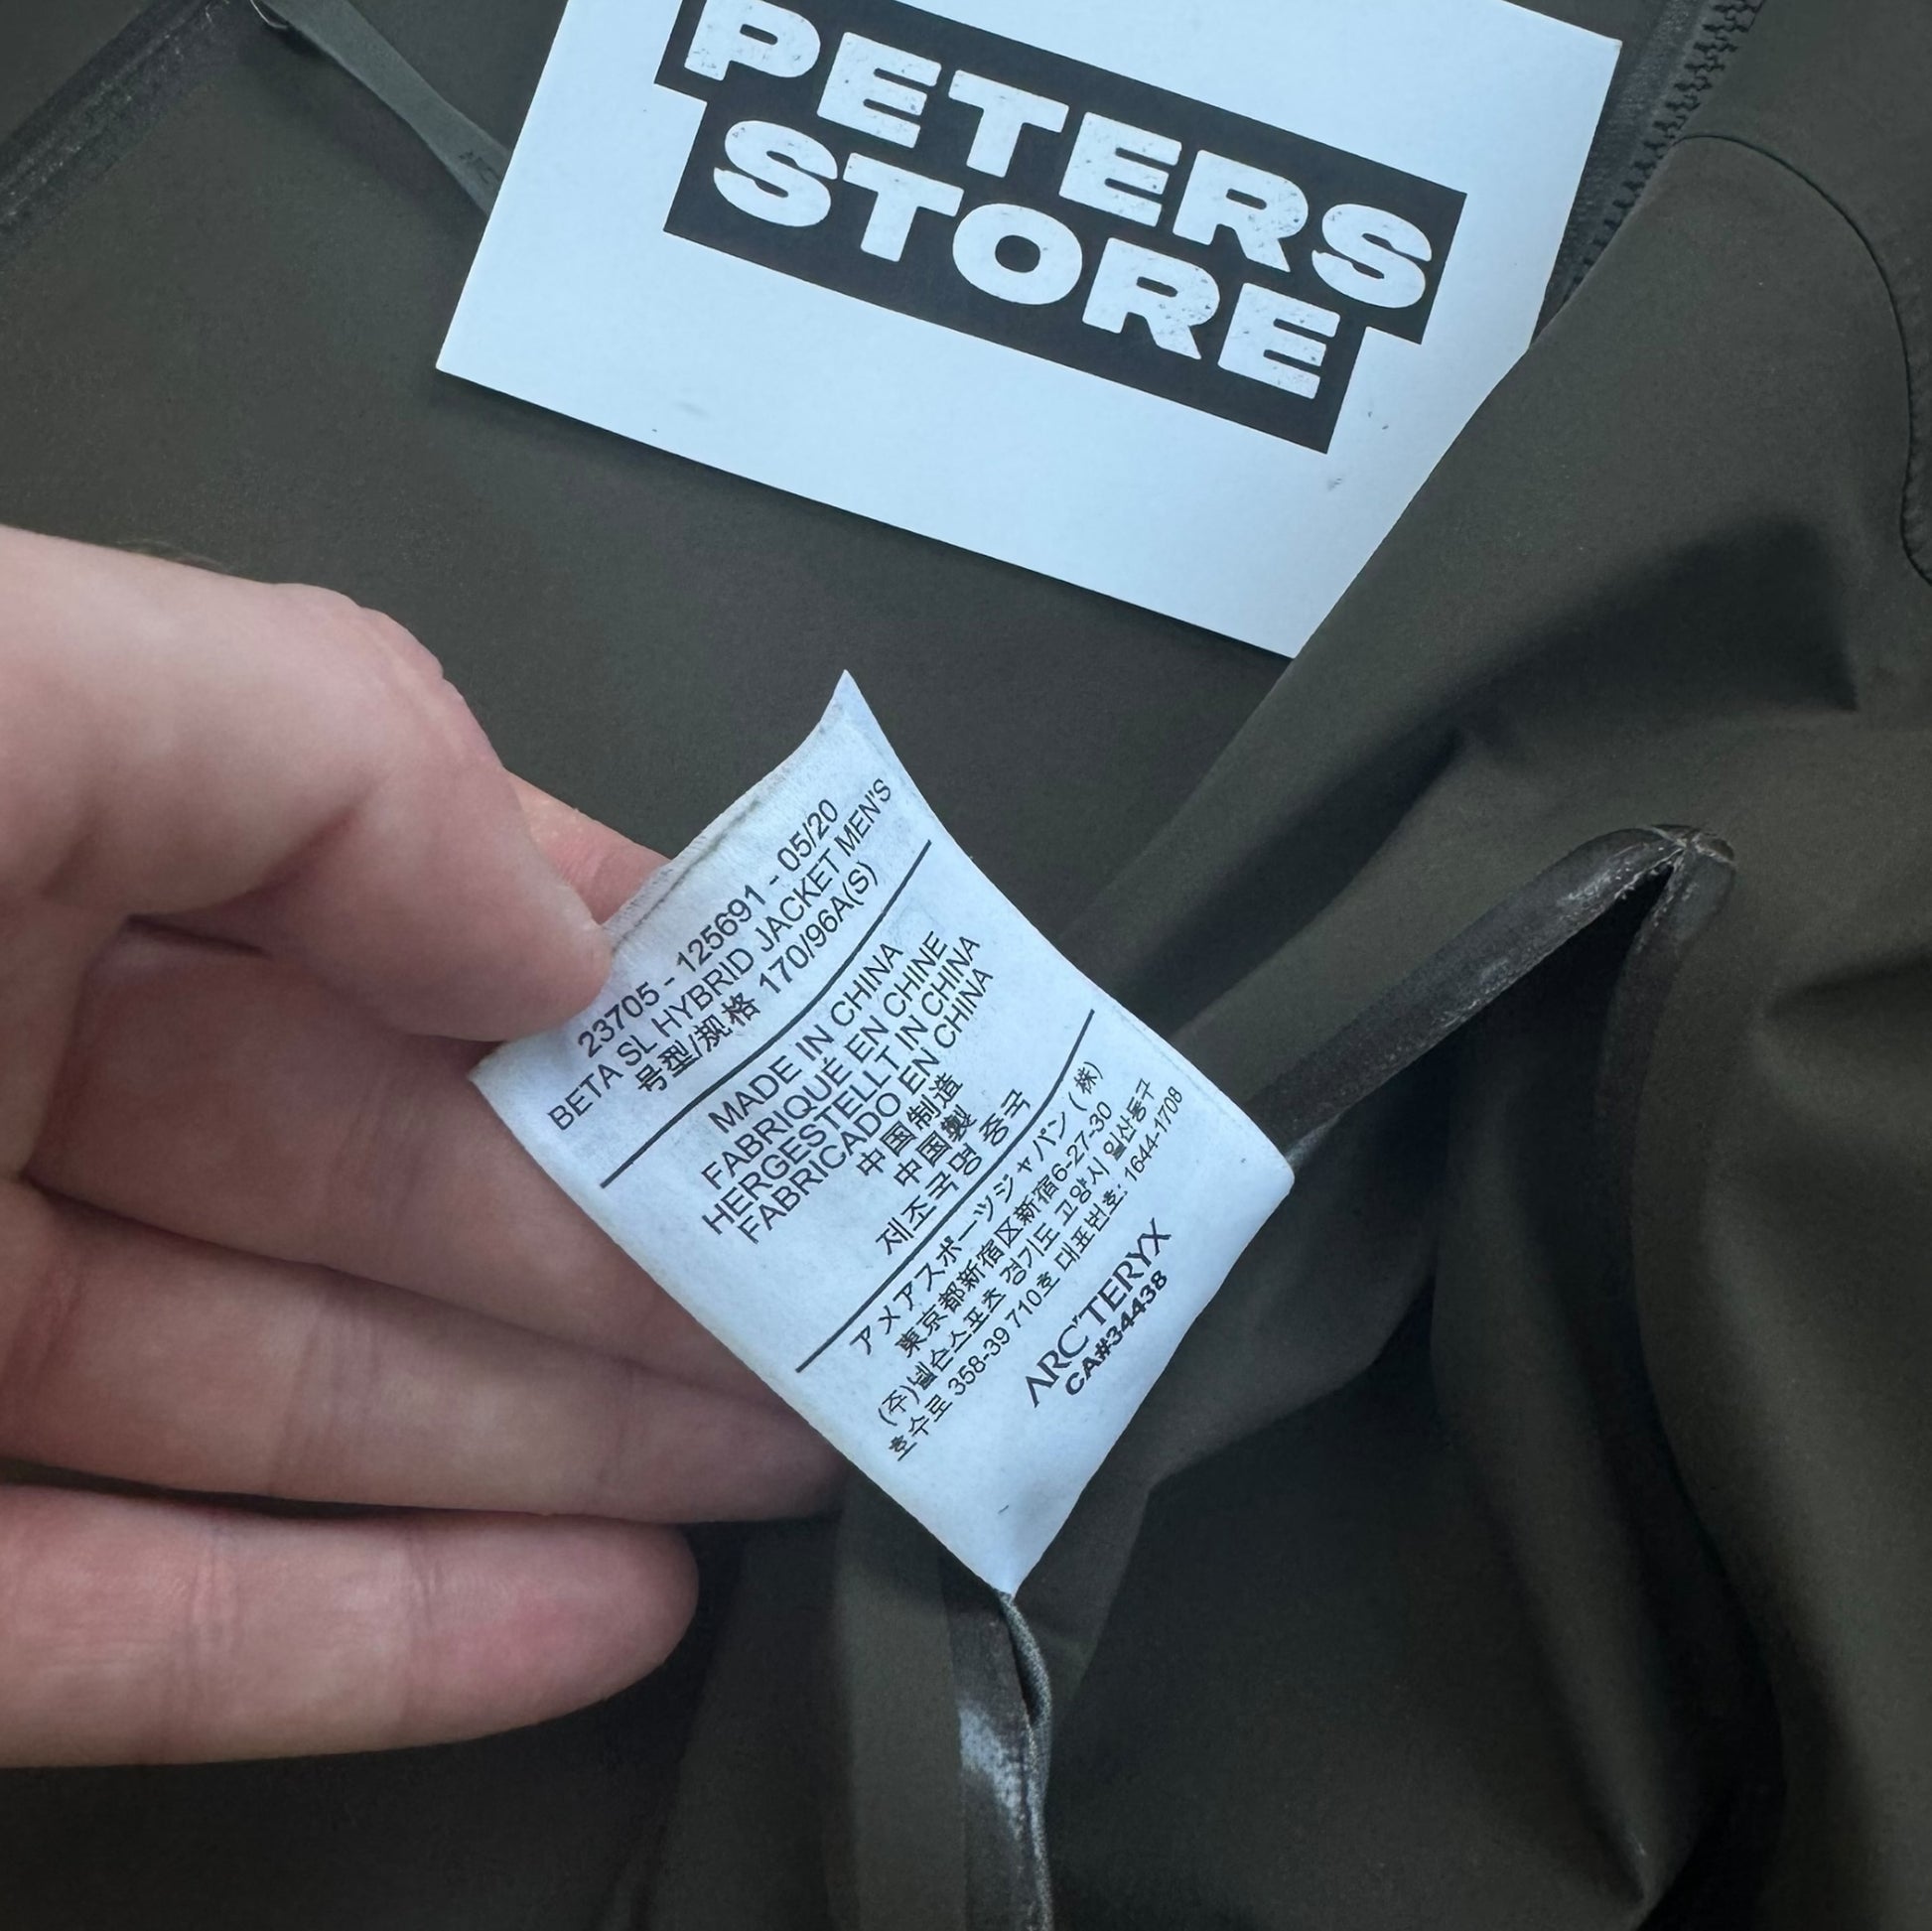 PETERS
STORE
23705 - 125691 - 05/20
BETA SL HYBRID JACKET MEN'S
号型/规格 170/96A(S)
MADE IN CHINA
FABRIQUÉ EN CHINE
HERGESTELLT IN CHINA
FABRICADO EN CHINA
中国制造
中国製
제조국명 중국
アメアスポーツジャパン(株)
東京都新宿区新宿6-27-30
(주)넬슨스포츠 경기도 고양시 일산동구
호수로 358-39 710호 대표번호: 1644-1708
ARC'TERYX
CA#34438